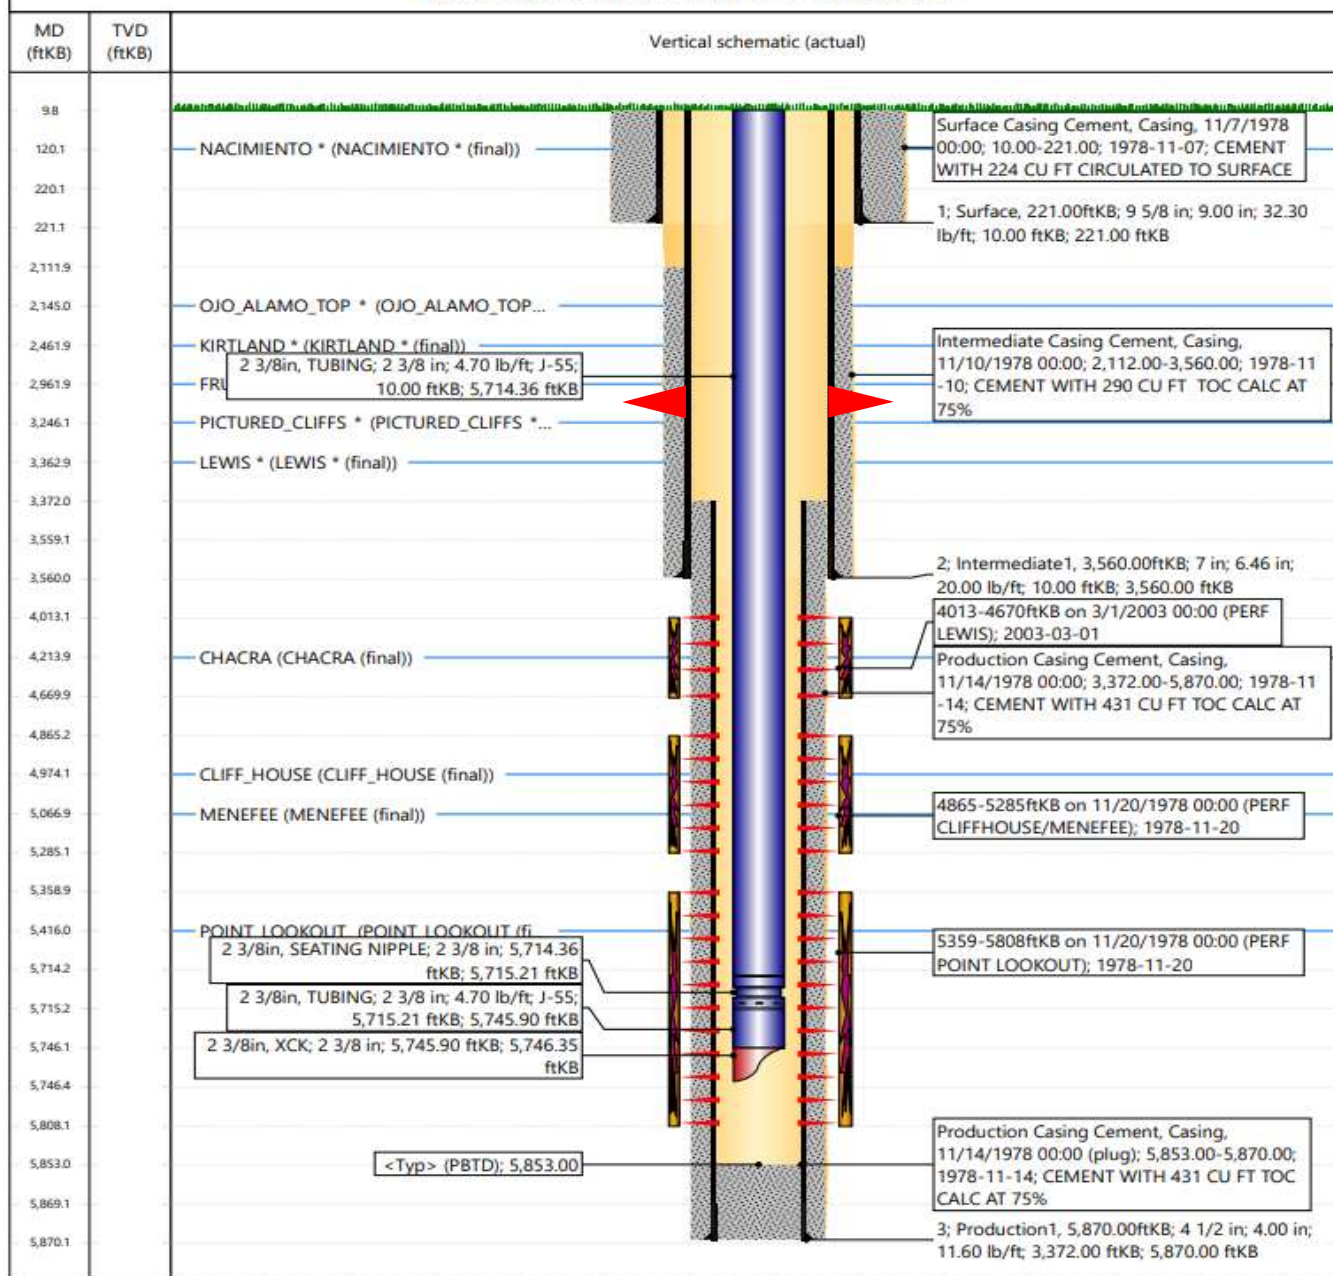 MD
(ftKB)
TVD
(ftKB)
Vertical schematic (actual)
9.8
120.1
220.1
221.1
2,111.9
2,145.0
2,461.9
2,961.9
3,246.1
3,362.9
3,372.0
3,559.1
3,560.0
4,013.1
4,213.9
4,669.9
4,865.2
4,974.1
5,066.9
5,285.1
5,358.9
5,416.0
5,714.2
5,715.2
5,746.1
5,746.4
5,808.1
5,853.0
5,869.1
5,870.1
NACIMIENTO * (NACIMIENTO * (final))
OJO_ALAMO_TOP * (OJO_ALAMO_TOP...
KIRTLAND * (KIRTLAND * (final))
2 3/8in, TUBING; 2 3/8 in; 4.70 lb/ft; J-55;
10.00 ftKB; 5,714.36 ftKB
FRU
PICTURED_CLIFFS * (PICTURED_CLIFFS *...
LEWIS * (LEWIS * (final))
CHACRA (CHACRA (final))
CLIFF_HOUSE (CLIFF_HOUSE (final))
MENEFEE (MENEFEE (final))
POINT_LOOKOUT (POINT_LOOKOUT (fi...
2 3/8in, SEATING NIPPLE; 2 3/8 in; 5,714.36
ftKB; 5,715.21 ftKB
2 3/8in, TUBING; 2 3/8 in; 4.70 lb/ft; J-55;
5,715.21 ftKB; 5,745.90 ftKB
2 3/8in, XCK; 2 3/8 in; 5,745.90 ftKB; 5,746.35
ftKB
<Typ> (PBTD); 5,853.00
Surface Casing Cement, Casing, 11/7/1978
00:00; 10.00-221.00; 1978-11-07; CEMENT
WITH 224 CU FT CIRCULATED TO SURFACE
1; Surface, 221.00ftKB; 9 5/8 in; 9.00 in; 32.30
lb/ft; 10.00 ftKB; 221.00 ftKB
Intermediate Casing Cement, Casing,
11/10/1978 00:00; 2,112.00-3,560.00; 1978-11
-10; CEMENT WITH 290 CU FT TOC CALC AT
75%
2; Intermediate1, 3,560.00ftKB; 7 in; 6.46 in;
20.00 lb/ft; 10.00 ftKB; 3,560.00 ftKB
4013-4670ftKB on 3/1/2003 00:00 (PERF
LEWIS); 2003-03-01
Production Casing Cement, Casing,
11/14/1978 00:00; 3,372.00-5,870.00; 1978-11
-14; CEMENT WITH 431 CU FT TOC CALC AT
75%
4865-5285ftKB on 11/20/1978 00:00 (PERF
CLIFFHOUSE/MENEFEE); 1978-11-20
5359-5808ftKB on 11/20/1978 00:00 (PERF
POINT LOOKOUT); 1978-11-20
Production Casing Cement, Casing,
11/14/1978 00:00 (plug); 5,853.00-5,870.00;
1978-11-14; CEMENT WITH 431 CU FT TOC
CALC AT 75%
3; Production1, 5,870.00ftKB; 4 1/2 in; 4.00 in;
11.60 lb/ft; 3,372.00 ftKB; 5,870.00 ftKB